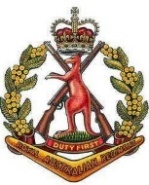 DUTY FIRST
ROYAL AUSTRALIAN REGIMENT